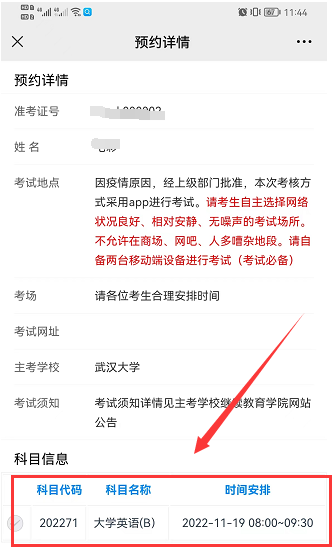 11:44
预约详情
预约详情
准考证号
姓 名
考试地点
因疫情原因，经上级部门批准，本次考核方
式采用app进行考试。请考生自主选择网络
状况良好、相对安静、无噪声的考试场所。
不允许在商场、网吧、人多嘈杂地段。请自
备两台移动端设备进行考试（考试必备）
考场
请各位考生合理安排时间
考试网址
主考学校
武汉大学
考试须知
考试须知详情见主考学校继续教育学院网站
公告
科目信息
科目代码 科目名称 时间安排
202271 大学英语(B) 2022-11-19 08:00~09:30